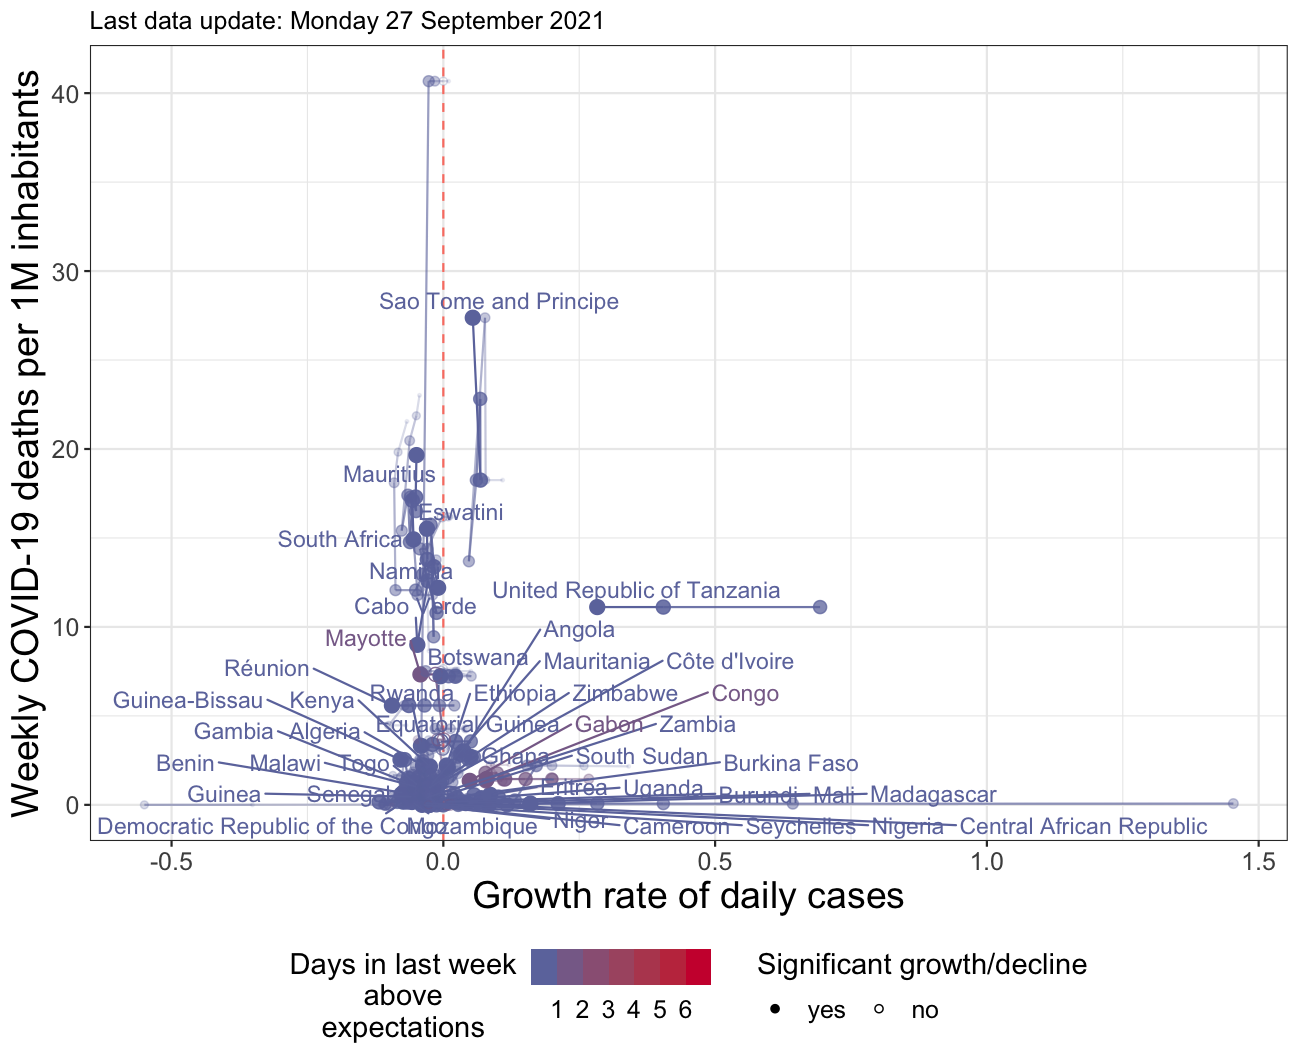 Last data update: Monday 27 September 2021
Weekly COVID-19 deaths per 1M inhabitants
40
30
20
10
0
Sao Tome and Principe
Mauritius
Eswatini
South Africa
Namibia
United Republic of Tanzania
Cabo Verde
Angola
Mayotte
Botswana
Mauritania
Côte d'Ivoire
Réunion
Rwanda
Ethiopia
Zimbabwe
Congo
Guinea-Bissau
Kenya
Equatorial Guinea
Gabon
Zambia
Gambia
Algeria
Ghana
South Sudan
Burkina Faso
Benin
Malawi
Togo
Eritrea
Uganda
Burundi
Mali
Madagascar
Guinea
Senegal
Democratic Republic of the Congo
Mozambique
Niger
Cameroon
Seychelles
Nigeria
Central African Republic
-0.5
0.0
0.5
1.0
1.5
Growth rate of daily cases
Days in last week
above
expectations
1 2 3 4 5 6
Significant growth/decline
yes
no